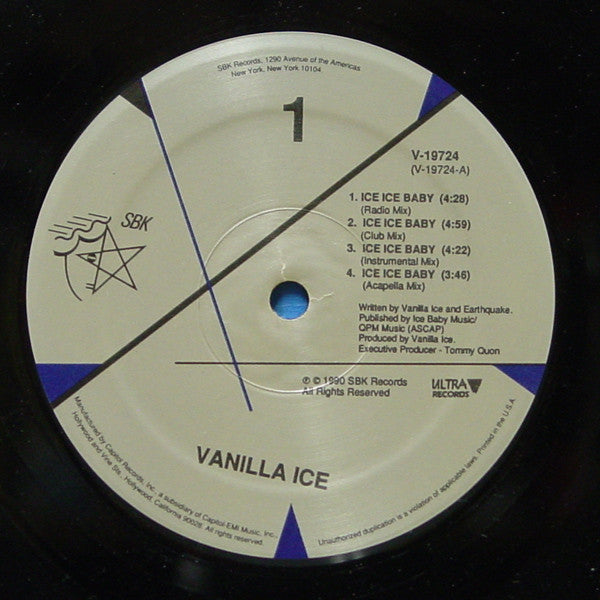 SBK Records, 1290 Avenue of the Americas
New York, New York 10104
1
V-19724
(V-19724-A)
SBK
1. ICE ICE BABY (4:28)
(Radio Mix)
2. ICE ICE BABY (4:59)
(Club Mix)
3. ICE ICE BABY (4:22)
(Instrumental Mix)
4. ICE ICE BABY (3:46)
(Acapella Mix)
Written by Vanilla Ice and Earthquake.
Published by Ice Baby Music/
QPM Music (ASCAP)
Produced by Vanilla Ice.
Executive Producer - Tommy Quon
℗ © 1990 SBK Records
All Rights Reserved
ULTRA
RECORDS
VANILLA ICE
Manufactured by Capitol Records, Inc., a subsidiary of Capitol-EMI Music, Inc.,
Hollywood and Vine Sts., Hollywood, California 90028. All rights reserved.
Unauthorized duplication is a violation of applicable laws. Printed in the U.S.A.